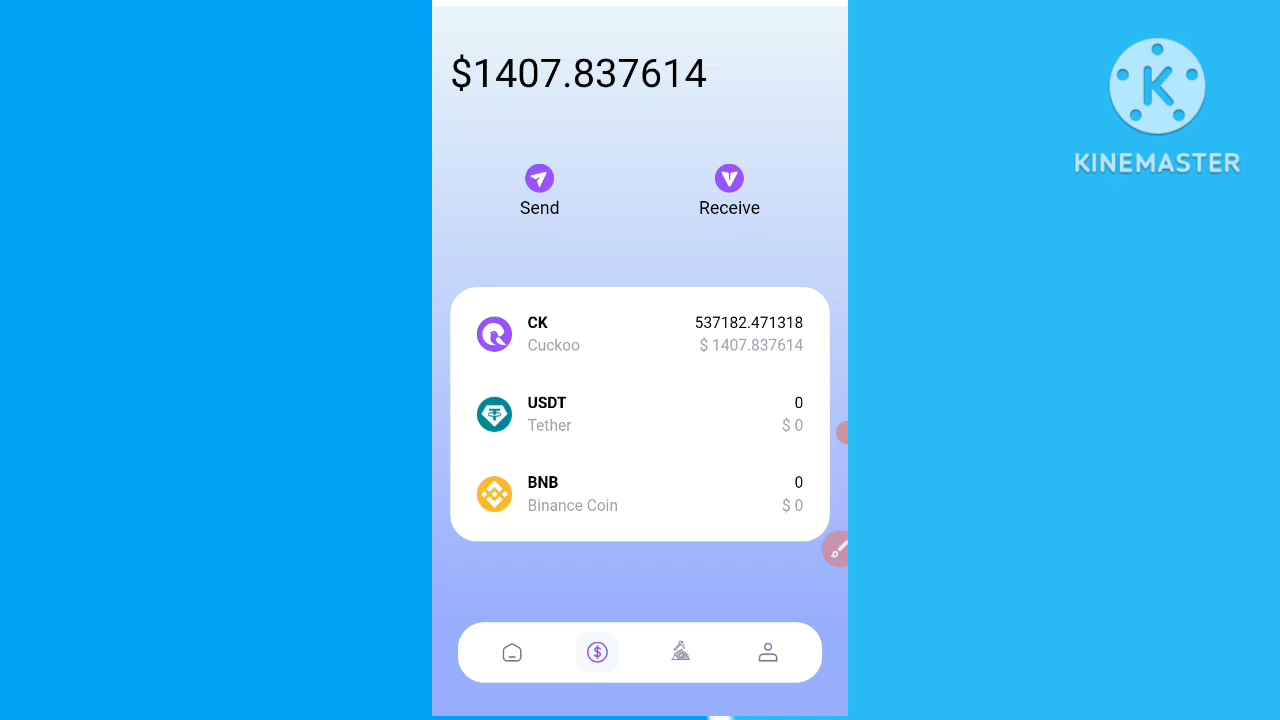 $1407.837614
K
KINEMASTER
Send
Receive
CK
537182.471318
Cuckoo
$ 1407.837614
USDT
0
Tether
$ 0
BNB
0
Binance Coin
$ 0